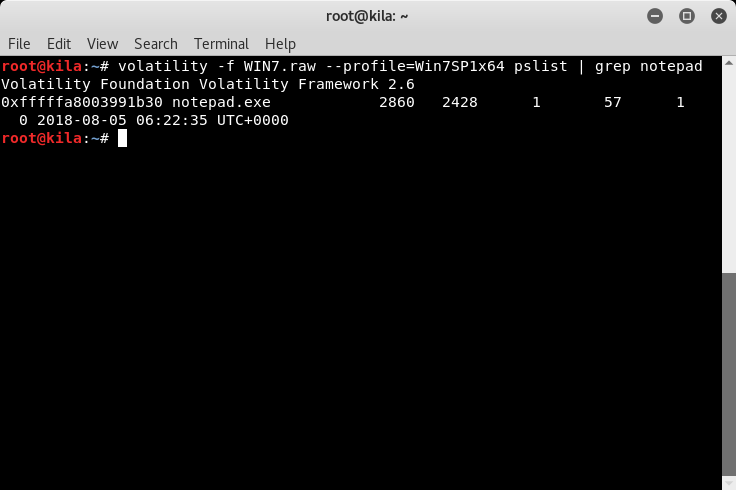 root@kila: ~
File Edit View Search Terminal Help
root@kila:~# volatility -f WIN7.raw --profile=Win7SP1x64 pslist | grep notepad
Volatility Foundation Volatility Framework 2.6
0xfffffa8003991b30 notepad.exe            2860   2428      1       57      1
  0 2018-08-05 06:22:35 UTC+0000
root@kila:~#